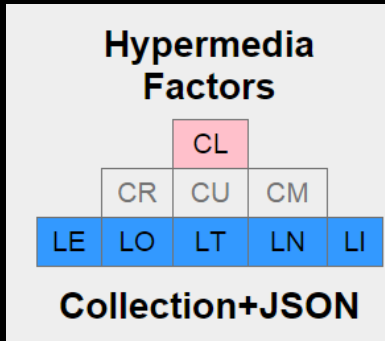 Hypermedia
Factors
CL
CR CU CM
LE LO LT LN LI
Collection+JSON